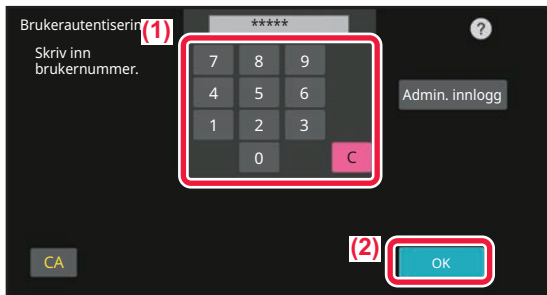 Brukerautentisering
(1)
*****
?
Skriv inn
brukernummer.
7 8 9
4 5 6
Admin. innlogg
1 2 3
0 C
(2)
CA
OK